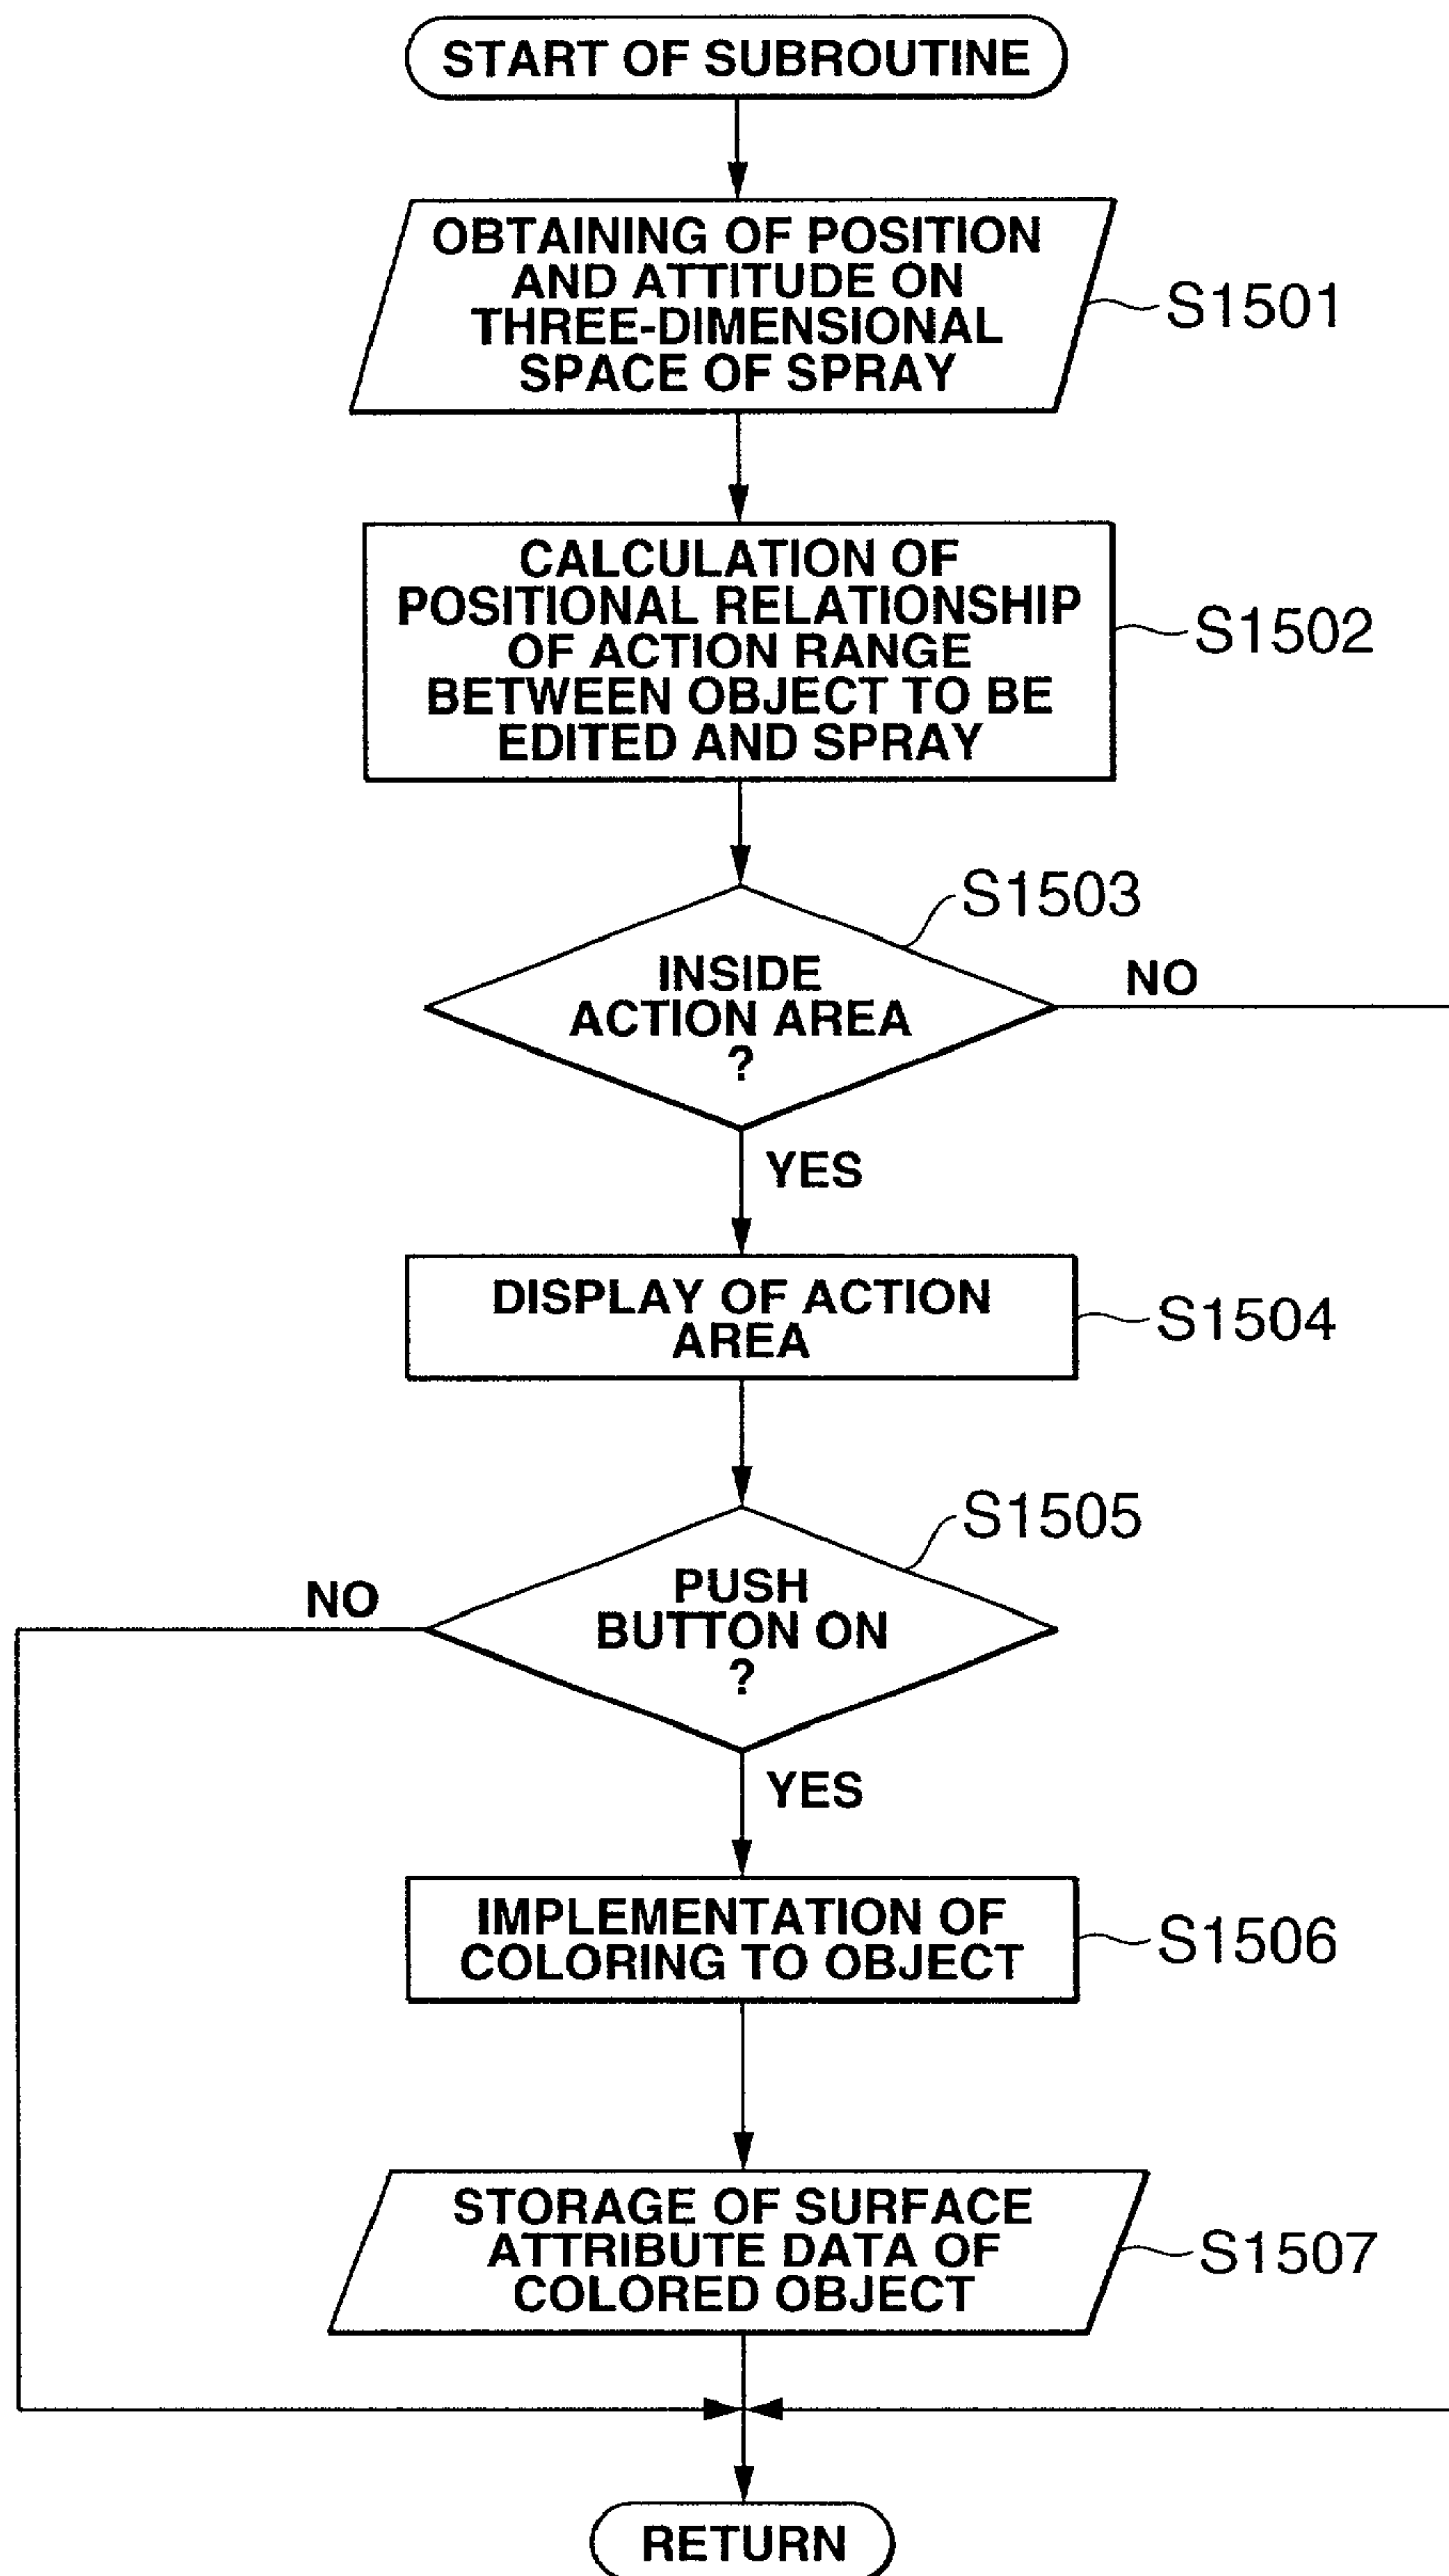 START OF SUBROUTINE
OBTAINING OF POSITION
AND ATTITUDE ON
THREE-DIMENSIONAL
SPACE OF SPRAY
S1501
CALCULATION OF
POSITIONAL RELATIONSHIP
OF ACTION RANGE
BETWEEN OBJECT TO BE
EDITED AND SPRAY
S1502
S1503
INSIDE
ACTION AREA
?
NO
YES
DISPLAY OF ACTION
AREA
S1504
S1505
PUSH
BUTTON ON
?
NO
YES
IMPLEMENTATION OF
COLORING TO OBJECT
S1506
STORAGE OF SURFACE
ATTRIBUTE DATA OF
COLORED OBJECT
S1507
RETURN